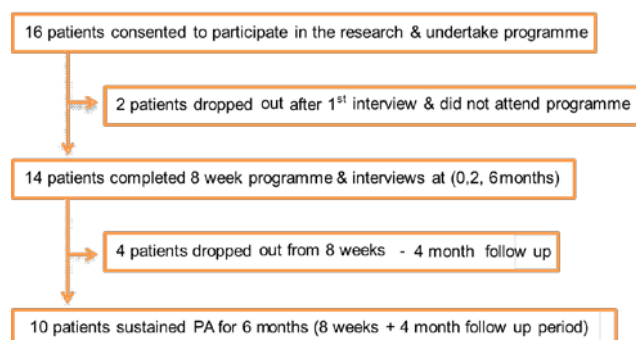 16 patients consented to participate in the research & undertake programme
2 patients dropped out after 1st interview & did not attend programme
14 patients completed 8 week programme & interviews at (0,2, 6months)
4 patients dropped out from 8 weeks - 4 month follow up
10 patients sustained PA for 6 months (8 weeks + 4 month follow up period)